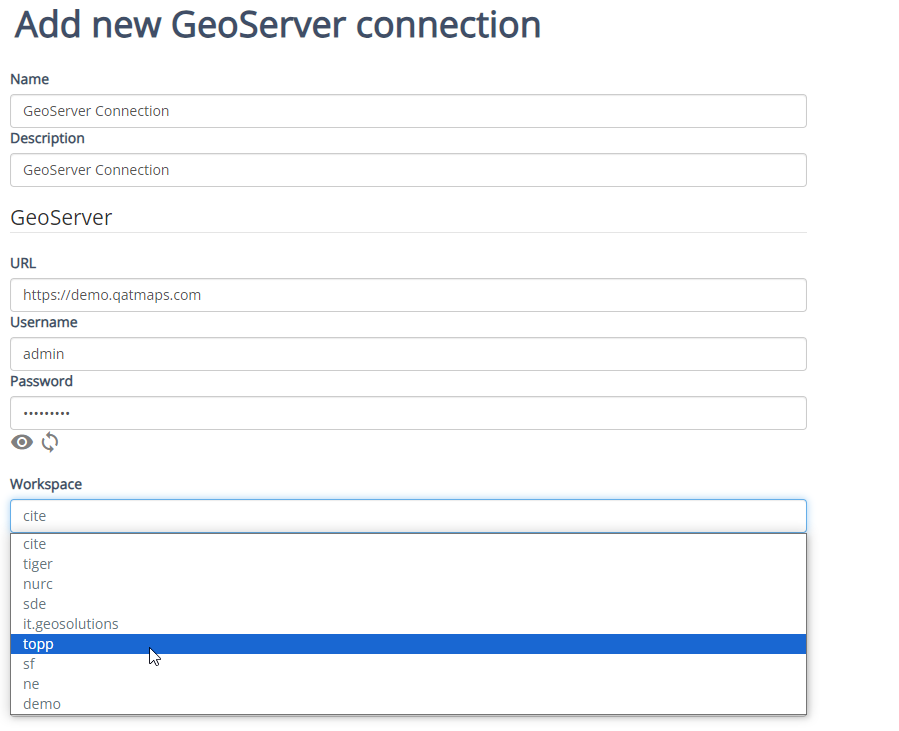 Add new GeoServer connection
Name
GeoServer Connection
Description
GeoServer Connection
GeoServer
URL
https://demo.qatmaps.com
Username
admin
Password
•••••••••
Workspace
cite
cite
tiger
nurc
sde
it.geosolutions
topp
sf
ne
demo